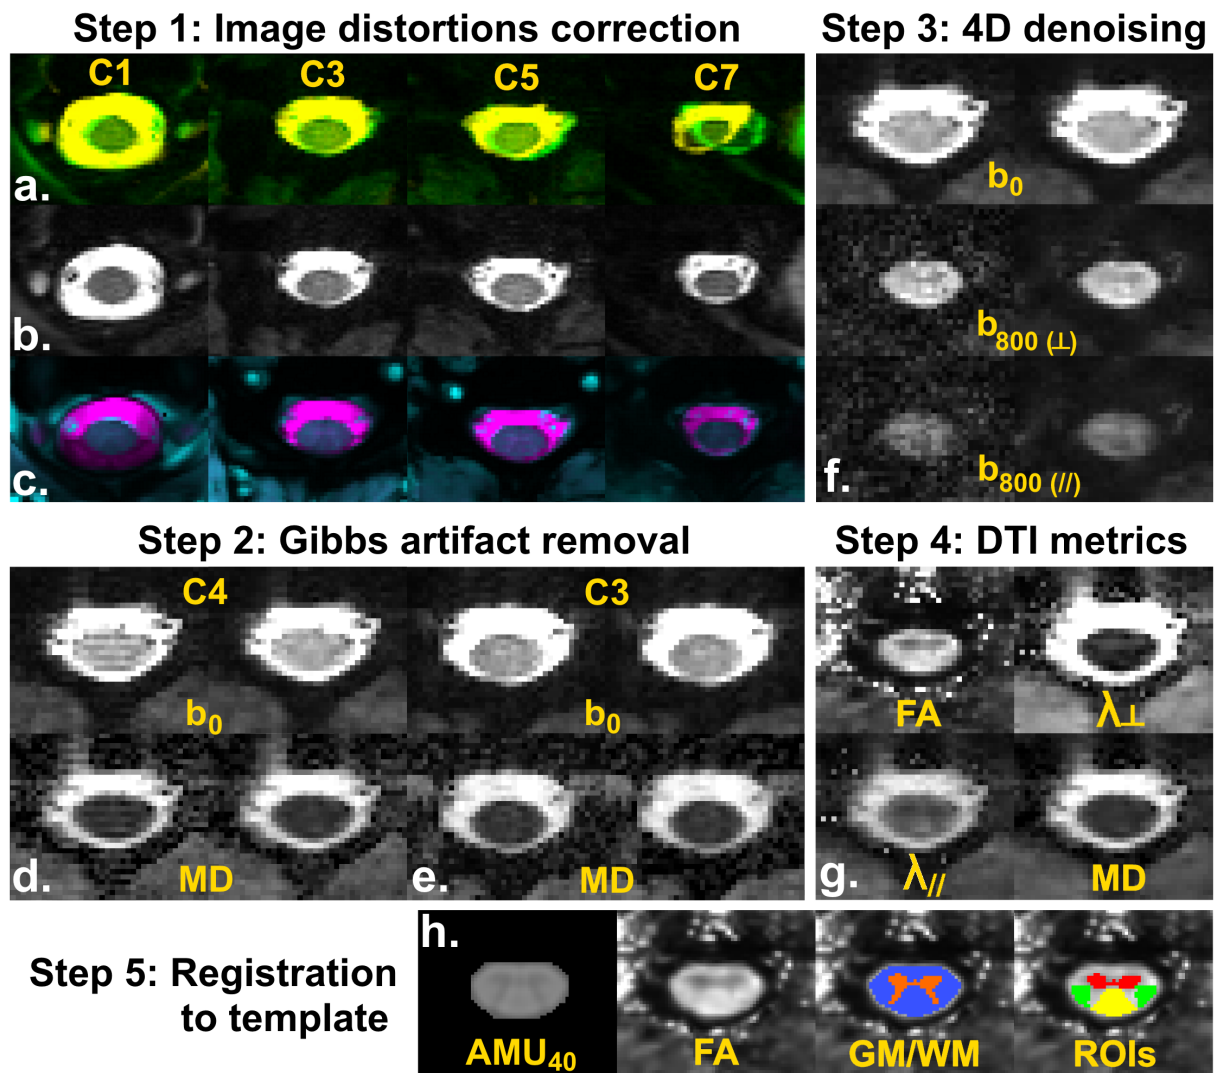 Step 1: Image distortions correction
C1 C3 C5 C7
a.
b.
c.
Step 3: 4D denoising
b0
b800 (⊥)
b800 (//)
f.
Step 2: Gibbs artifact removal
C4 C3
b0 b0
d. MD e. MD
Step 4: DTI metrics
FA λ⊥
g. λ// MD
Step 5: Registration
to template
h.
AMU40 FA GM/WM ROIs